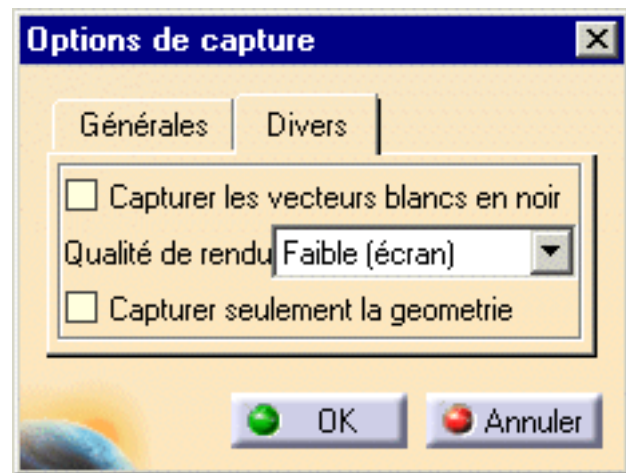 Options de capture
Générales Divers
Capturer les vecteurs blancs en noir
Qualité de rendu Faible (écran)
Capturer seulement la geometrie
OK Annuler